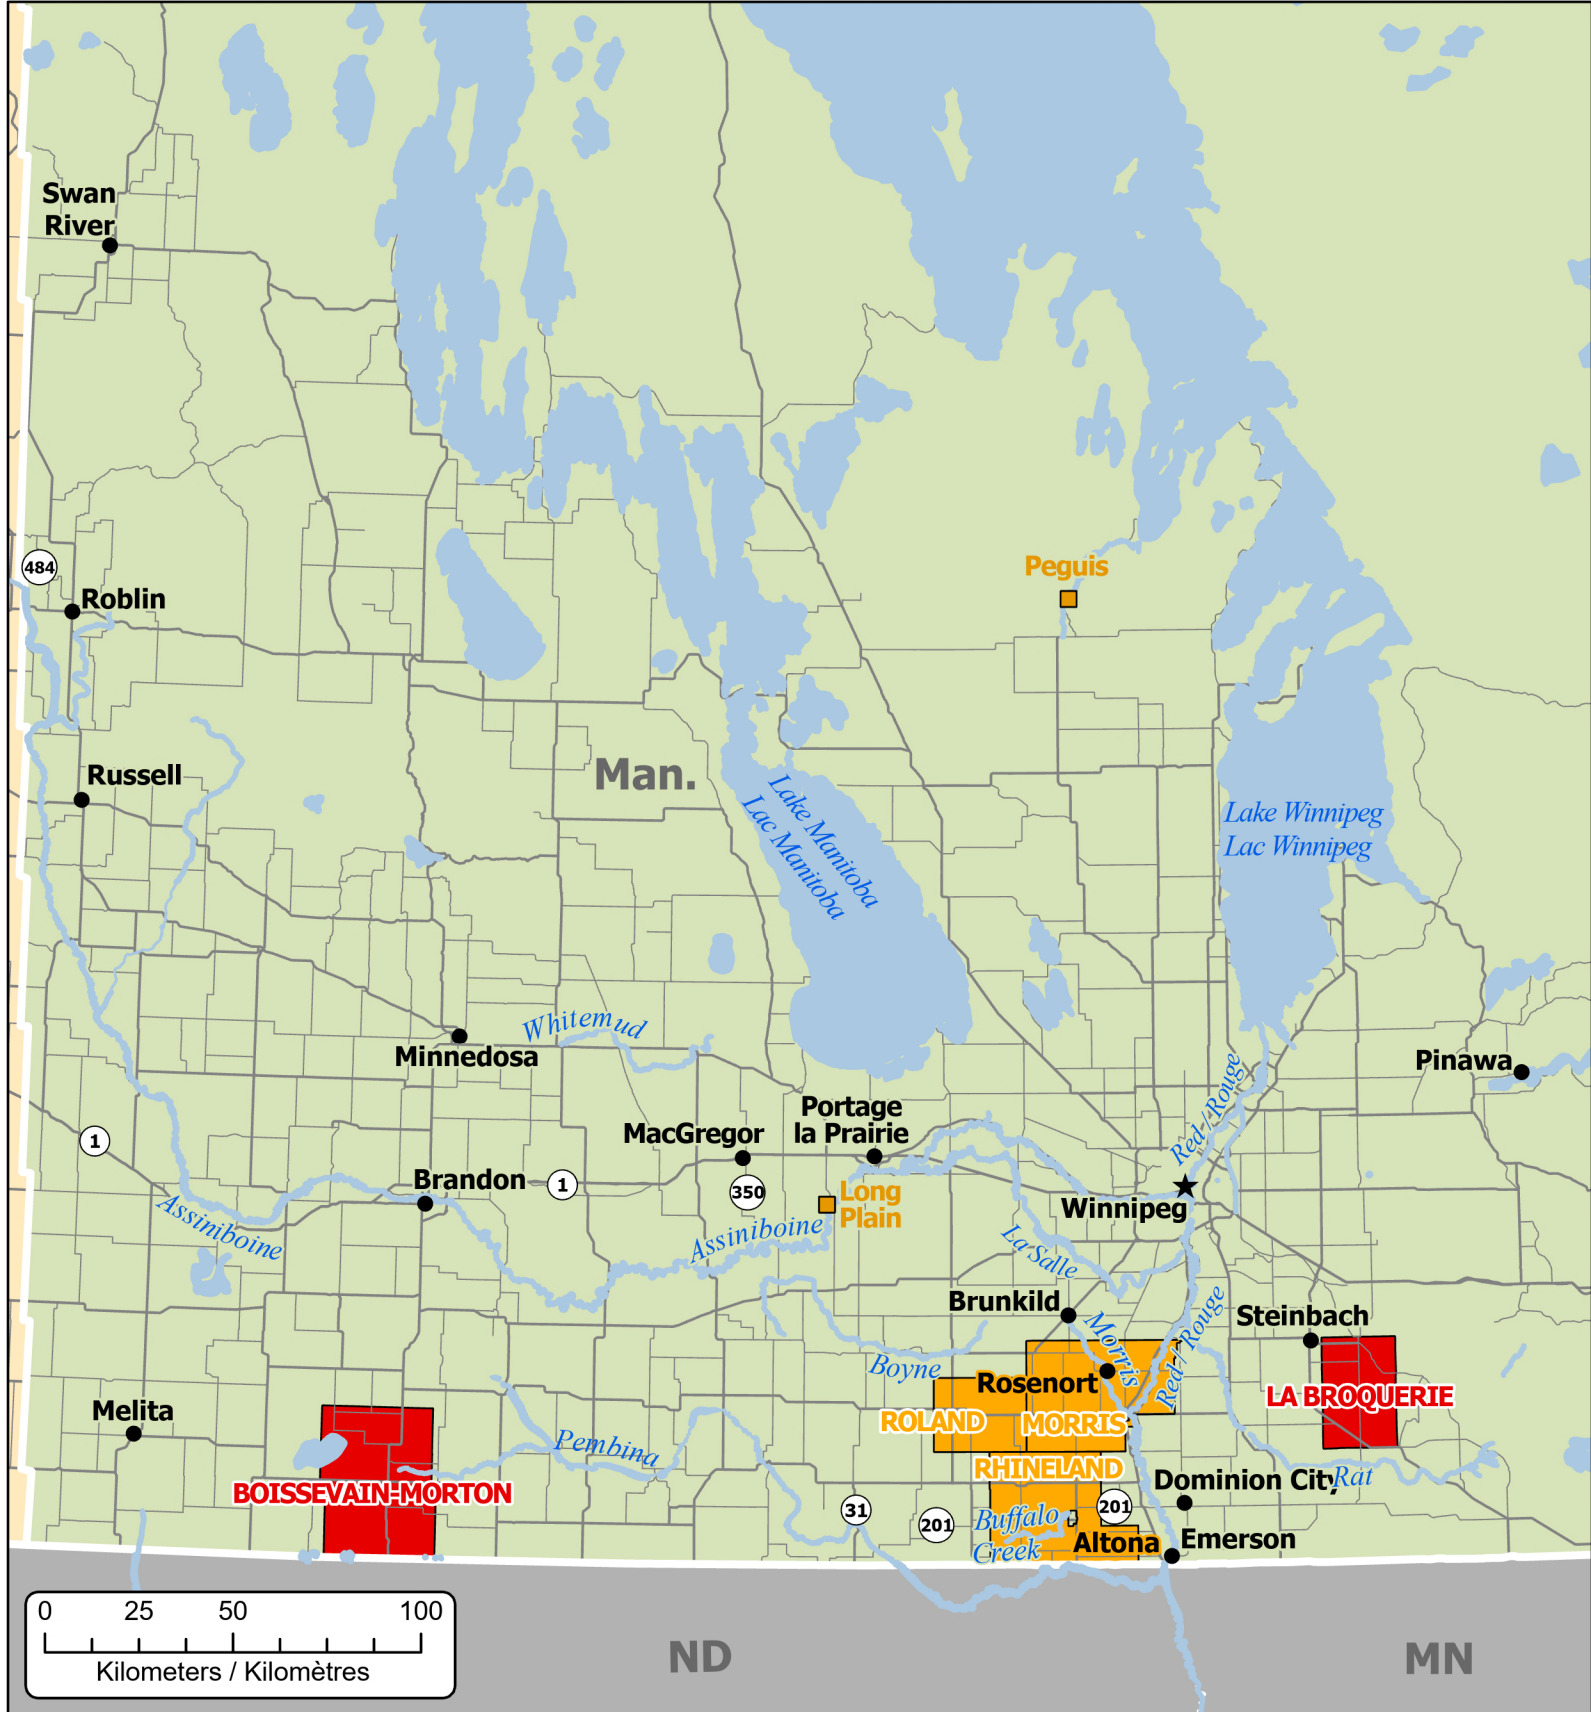 Swan
River
484
Roblin
Peguis
Russell
Man.
Lake Manitoba
Lac Manitoba
Lake Winnipeg
Lac Winnipeg
Whitemud
Minnedosa
Pinawa
Red / Rouge
Portage
la Prairie
MacGregor
1
Brandon
1
350
Long
Plain
Winnipeg
Assiniboine
Assiniboine
La Salle
Brunkild
Morris
Red / Rouge
Steinbach
Boyne
Rosenort
LA BROQUERIE
Melita
ROLAND
MORRIS
Pembina
RHINELAND
Dominion City
Rat
BOISSEVAIN-MORTON
31
201
Buffalo
Creek
201
Altona
Emerson
0 25 50 100
Kilometers / Kilomètres
ND
MN